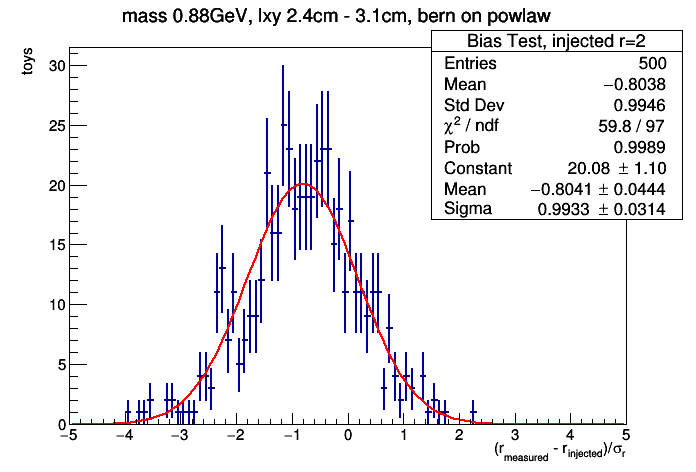 mass 0.88GeV, lxy 2.4cm - 3.1cm, bern on powlaw
toys
Bias Test, injected r=2
Entries 500
Mean −0.8038
Std Dev 0.9946
χ² / ndf 59.8 / 97
Prob 0.9989
Constant 20.08 ± 1.10
Mean −0.8041 ± 0.0444
Sigma 0.9933 ± 0.0314
30
25
20
15
10
5
0
−5 −4 −3 −2 −1 0 1 2 3 4 5
(r_measured - r_injected)/σ_r